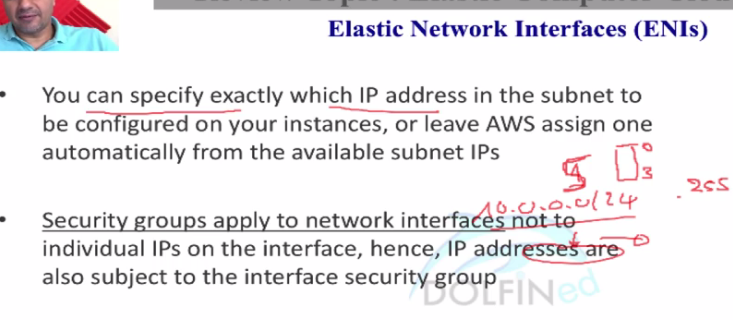 Elastic Network Interfaces (ENIs)
• You can specify exactly which IP address in the subnet to
be configured on your instances, or leave AWS assign one
automatically from the available subnet IPs
5
0
3
.255
10.0.0.0/24
• Security groups apply to network interfaces not to
individual IPs on the interface, hence, IP addresses are
also subject to the interface security group
DOLFINed